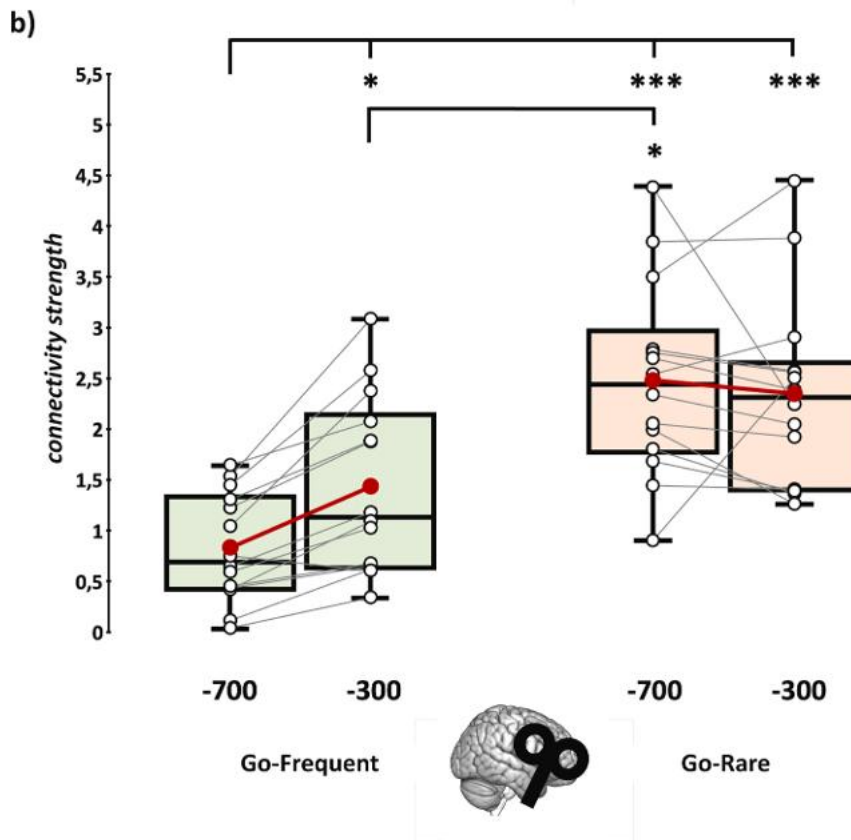 b)
* *** ***
*
5,5
5
4,5
4
3,5
3
2,5
2
1,5
1
0,5
0
connectivity strength
-700 -300 -700 -300
Go-Frequent Go-Rare